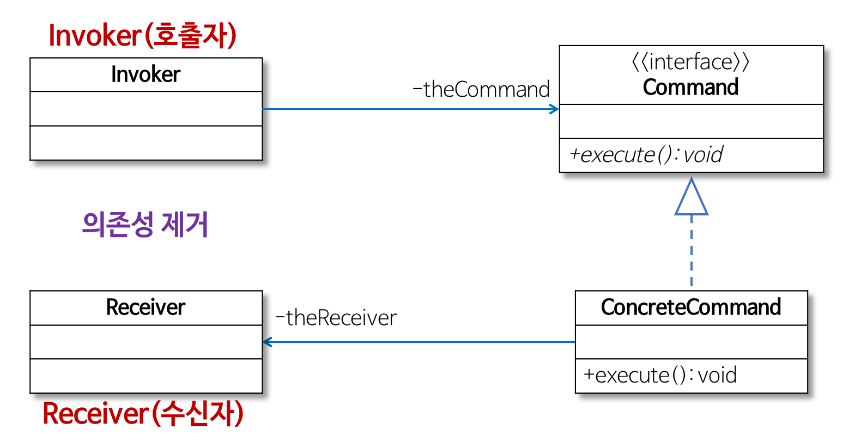 Invoker(호출자)
Invoker
-theCommand
<<interface>>
Command
+execute(): void
의존성 제거
Receiver
-theReceiver
ConcreteCommand
+execute(): void
Receiver(수신자)